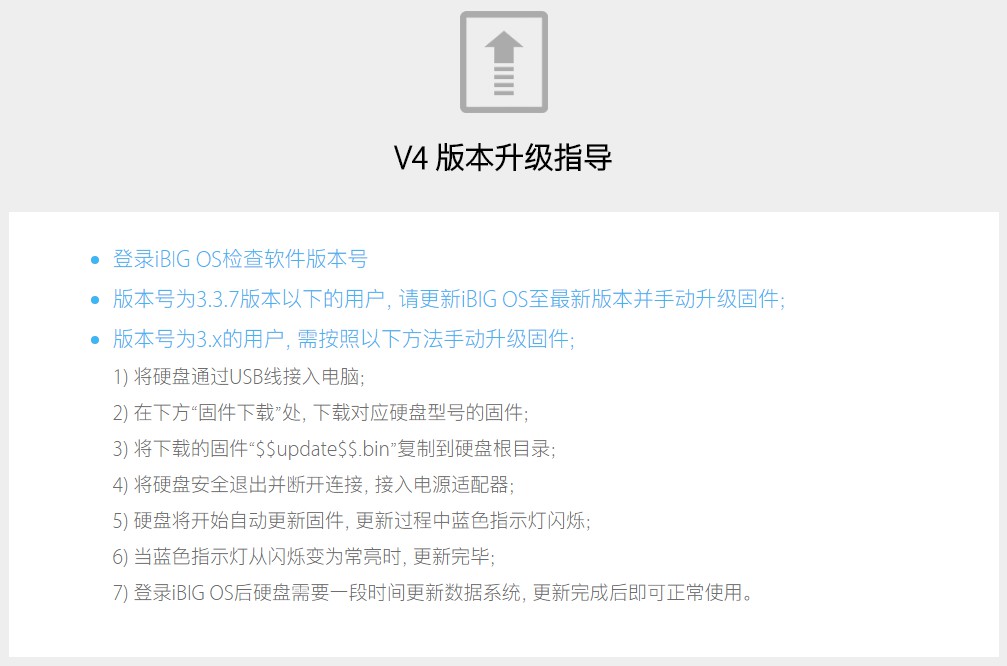 V4 版本升级指导
登录iBIG OS检查软件版本号
版本号为3.3.7版本以下的用户, 请更新iBIG OS至最新版本并手动升级固件;
版本号为3.x的用户, 需按照以下方法手动升级固件;
1) 将硬盘通过USB线接入电脑;
2) 在下方“固件下载”处, 下载对应硬盘型号的固件;
3) 将下载的固件“$$update$$.bin”复制到硬盘根目录;
4) 将硬盘安全退出并断开连接, 接入电源适配器;
5) 硬盘将开始自动更新固件, 更新过程中蓝色指示灯闪烁;
6) 当蓝色指示灯从闪烁变为常亮时, 更新完毕;
7) 登录iBIG OS后硬盘需要一段时间更新数据系统, 更新完成后即可正常使用。